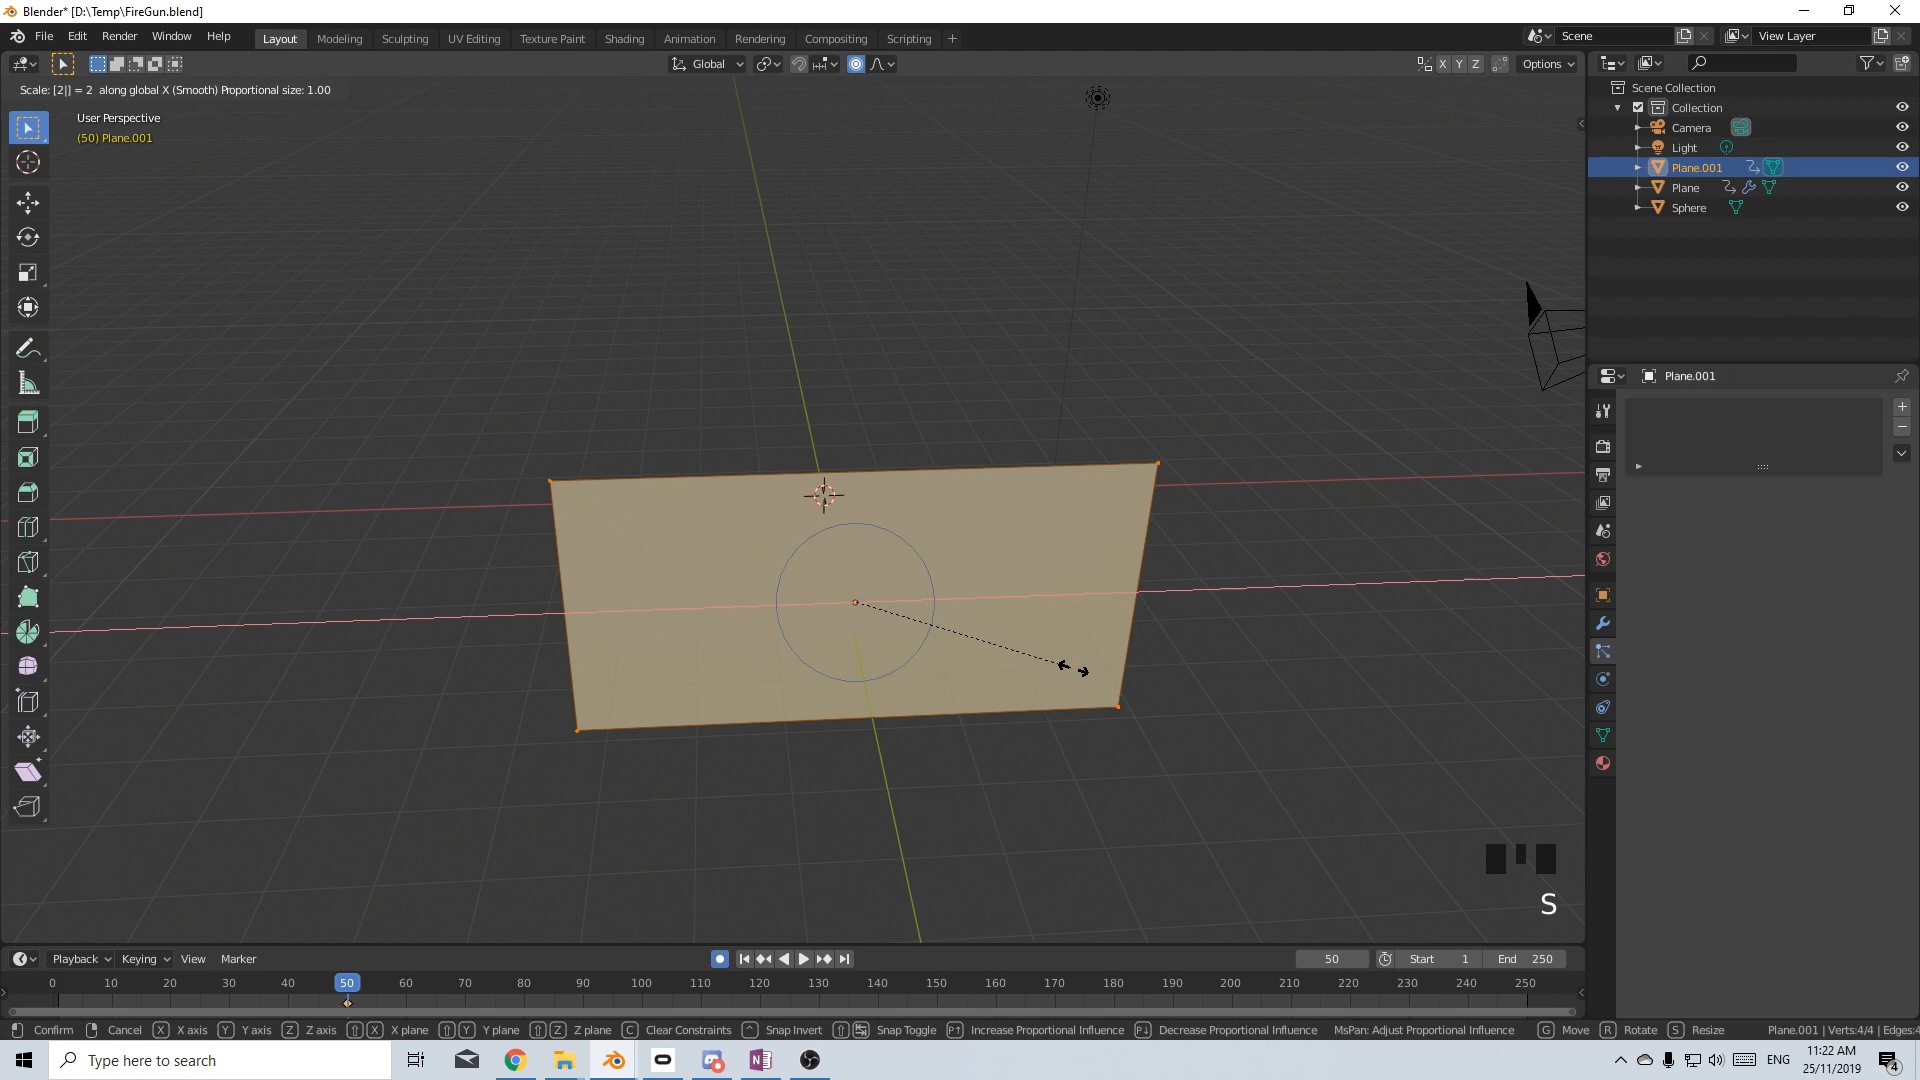 Blender* [D:\Temp\FireGun.blend]
File Edit Render Window Help Layout Modeling Sculpting UV Editing Texture Paint Shading Animation Rendering Compositing Scripting Scene View Layer
Global X Y Z Options
Scale: [2|] = 2 along global X (Smooth) Proportional size: 1.00
User Perspective
(50) Plane.001
Scene Collection
Collection
Camera
Light
Plane.001
Plane
Sphere
Plane.001
S
Playback Keying View Marker 50 Start 1 End 250
0 10 20 30 40 50 60 70 80 90 100 110 120 130 140 150 160 170 180 190 200 210 220 230 240 250
Confirm Cancel X X axis Y Y axis Z Z axis X X plane Y Y plane Z Z plane C Clear Constraints Snap Invert Snap Toggle P↑ Increase Proportional Influence P↓ Decrease Proportional Influence MsPan: Adjust Proportional Influence G Move R Rotate S Resize Plane.001 | Verts:4/4 | Edges:4
Type here to search
ENG
11:22 AM
25/11/2019
4